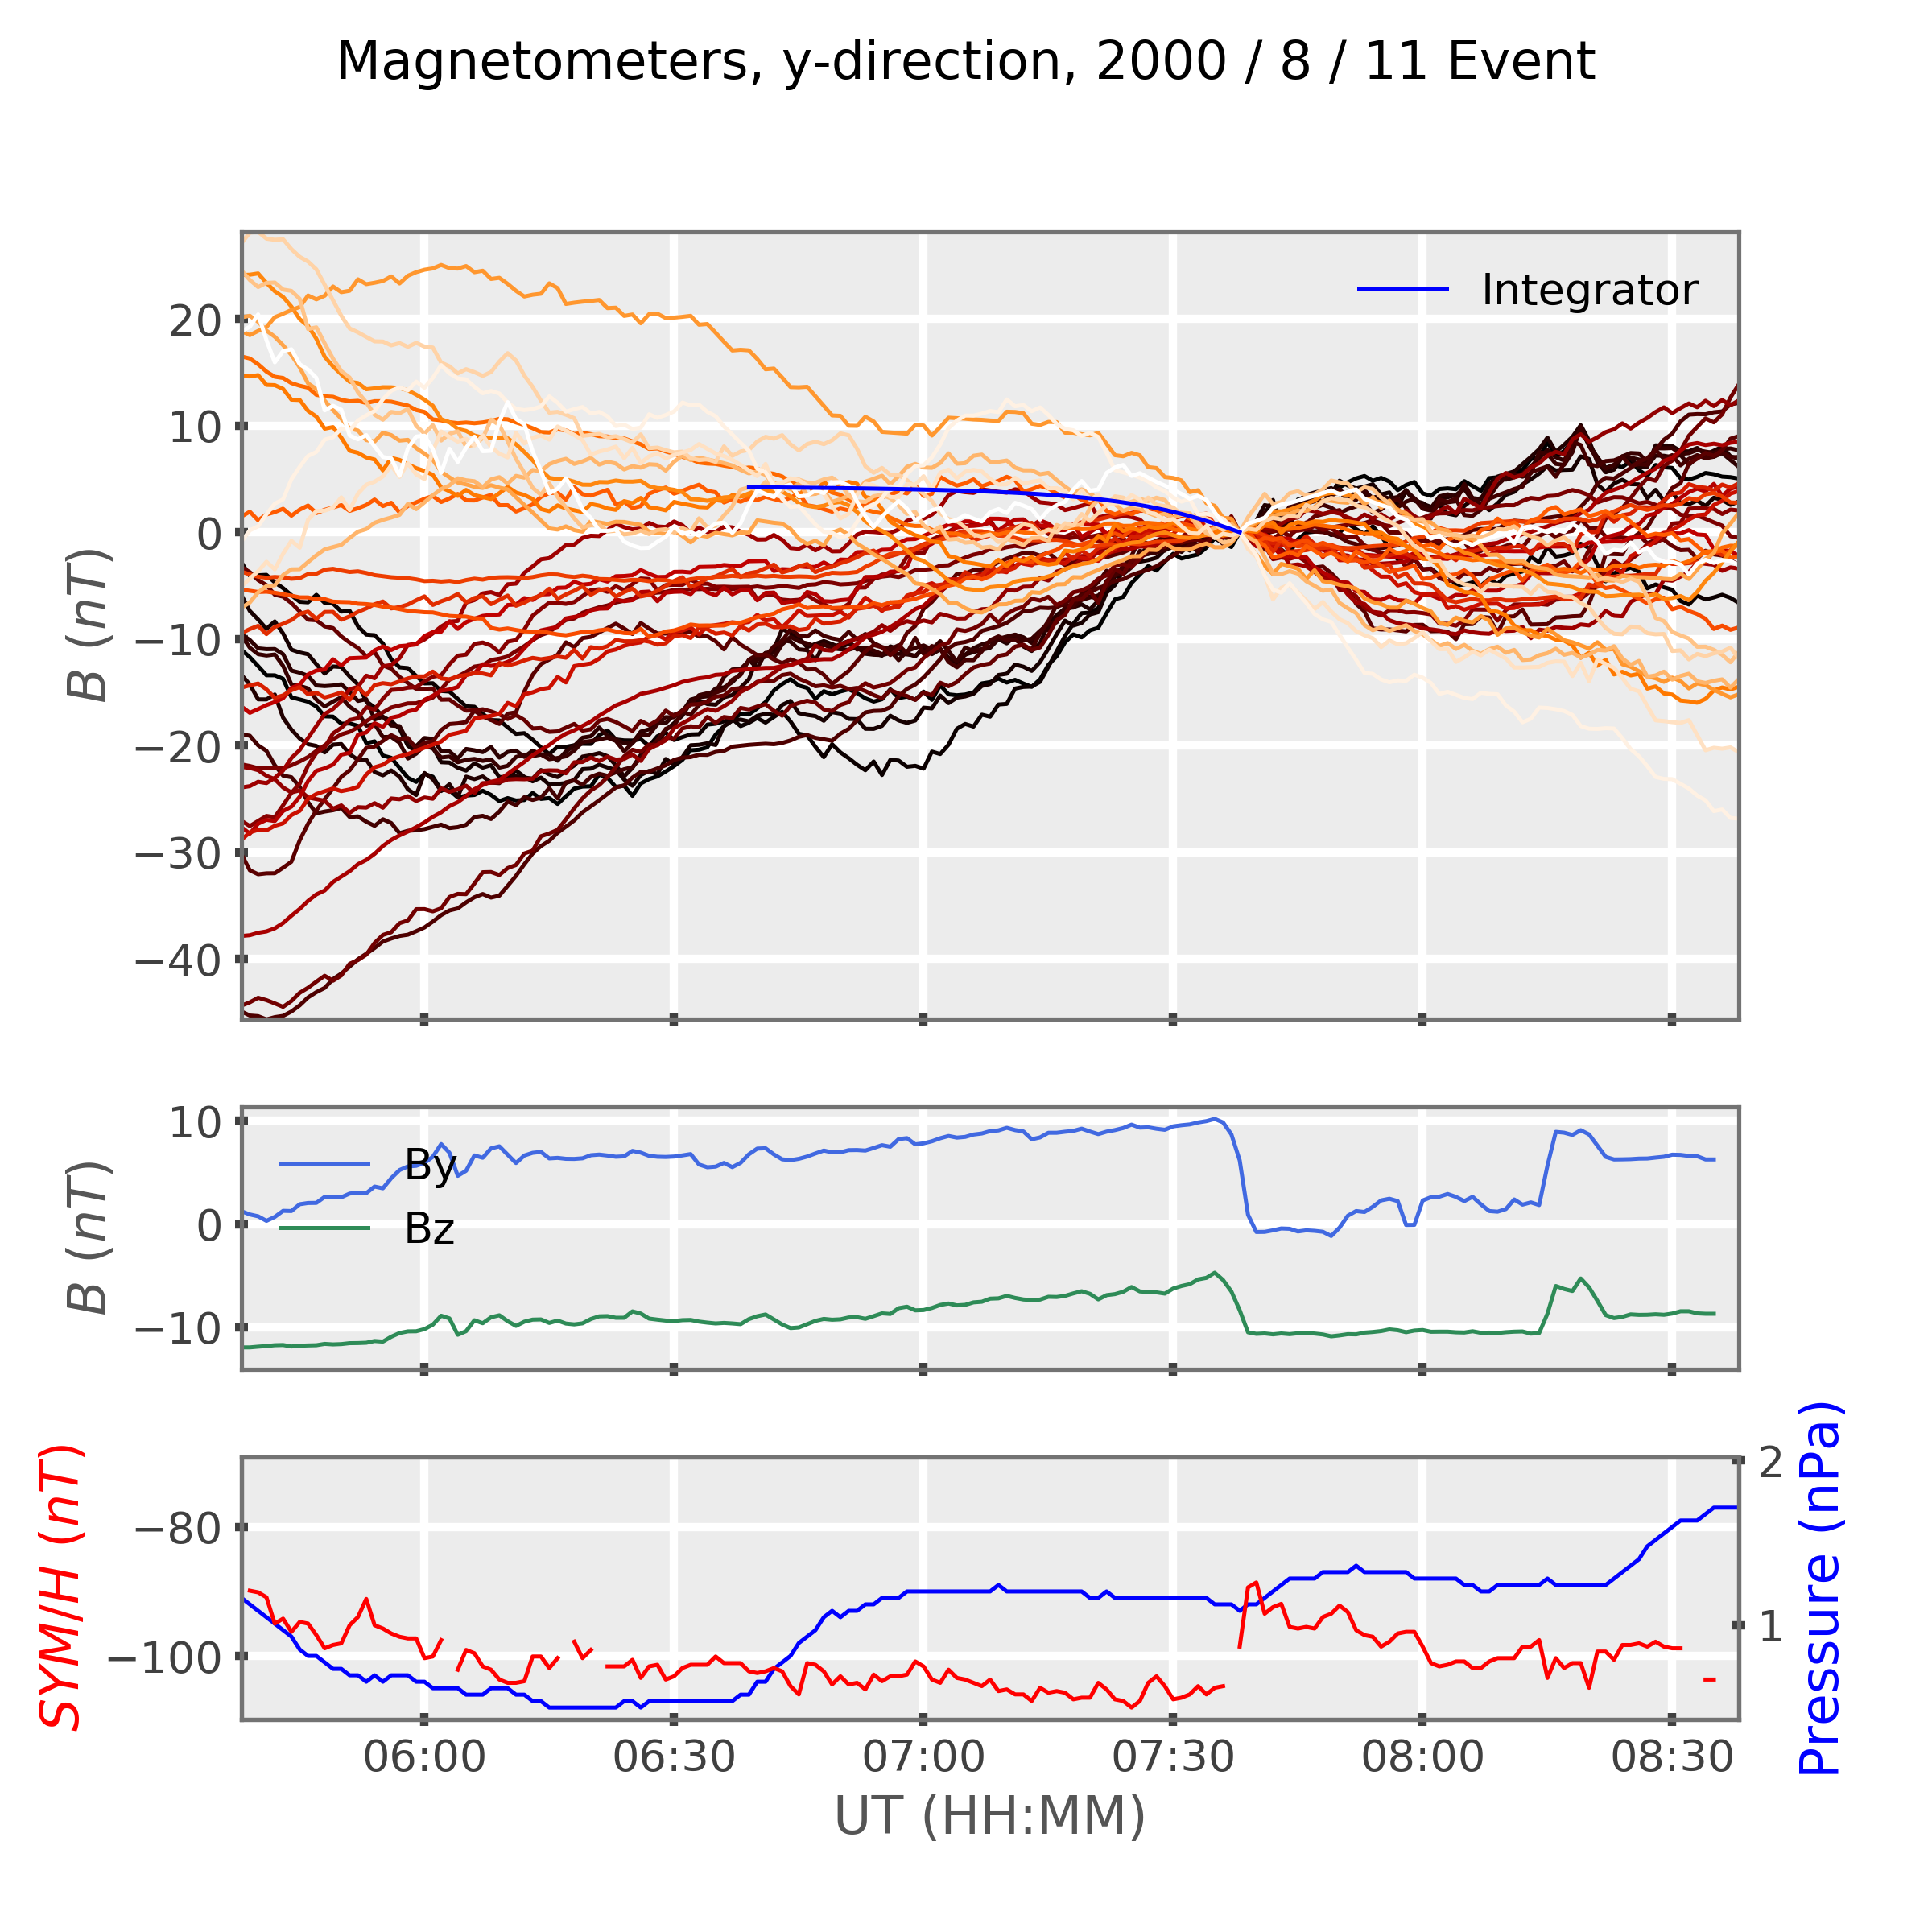 Magnetometers, y-direction, 2000 / 8 / 11 Event
B (nT)
20
10
0
−10
−20
−30
−40
Integrator
B (nT)
10
0
−10
By
Bz
SYM/H (nT)
−80
−100
2
1
Pressure (nPa)
06:00 06:30 07:00 07:30 08:00 08:30
UT (HH:MM)